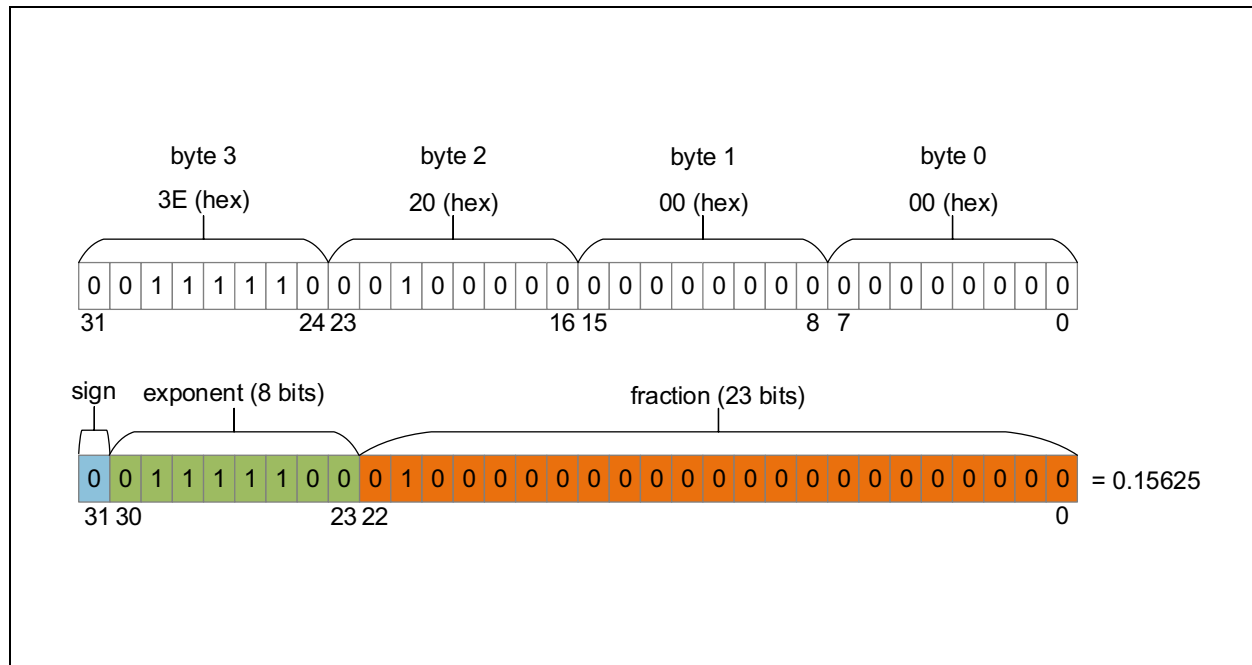 byte 3 byte 2 byte 1 byte 0
3E (hex) 20 (hex) 00 (hex) 00 (hex)
0 0 1 1 1 1 1 0 0 0 1 0 0 0 0 0 0 0 0 0 0 0 0 0 0 0 0 0 0 0 0 0
31 24 23 16 15 8 7 0
sign exponent (8 bits) fraction (23 bits)
0 0 1 1 1 1 1 0 0 0 1 0 0 0 0 0 0 0 0 0 0 0 0 0 0 0 0 0 0 0 0 0 = 0.15625
31 30 23 22 0